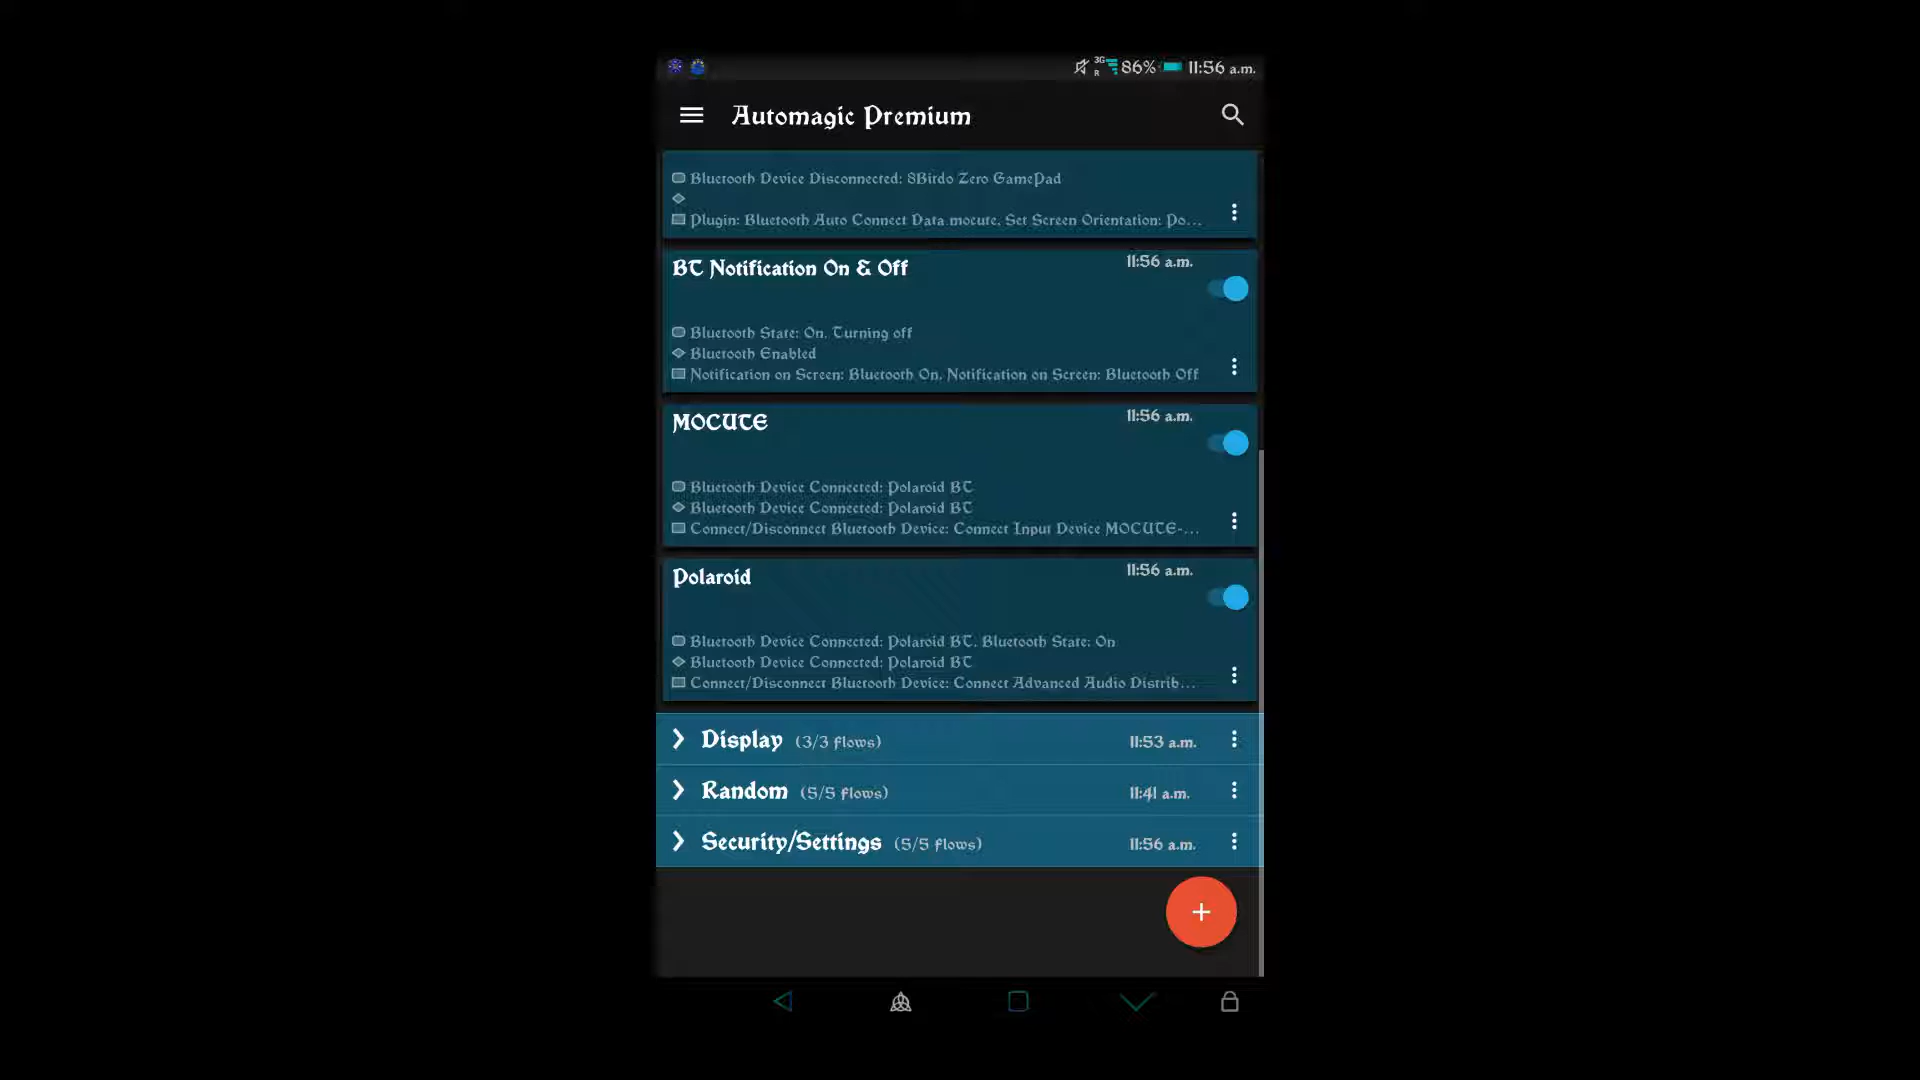 3G R 86% 11:56 a.m.
Automagic Premium
Bluetooth Device Disconnected: 8Birdo Zero GamePad
Plugin: Bluetooth Auto Connect Data mocute, Set Screen Orientation: Po...
BT Notification On & Off 11:56 a.m.
Bluetooth State: On, Turning off
Bluetooth Enabled
Notification on Screen: Bluetooth On, Notification on Screen: Bluetooth Off
MOCUTE 11:56 a.m.
Bluetooth Device Connected: Polaroid BT
Bluetooth Device Connected: Polaroid BT
Connect/Disconnect Bluetooth Device: Connect Input Device MOCUTE-...
Polaroid 11:56 a.m.
Bluetooth Device Connected: Polaroid BT, Bluetooth State: On
Bluetooth Device Connected: Polaroid BT
Connect/Disconnect Bluetooth Device: Connect Advanced Audio Distrib...
Display (3/3 flows) 11:53 a.m.
Random (5/5 flows) 11:41 a.m.
Security/Settings (5/5 flows) 11:56 a.m.